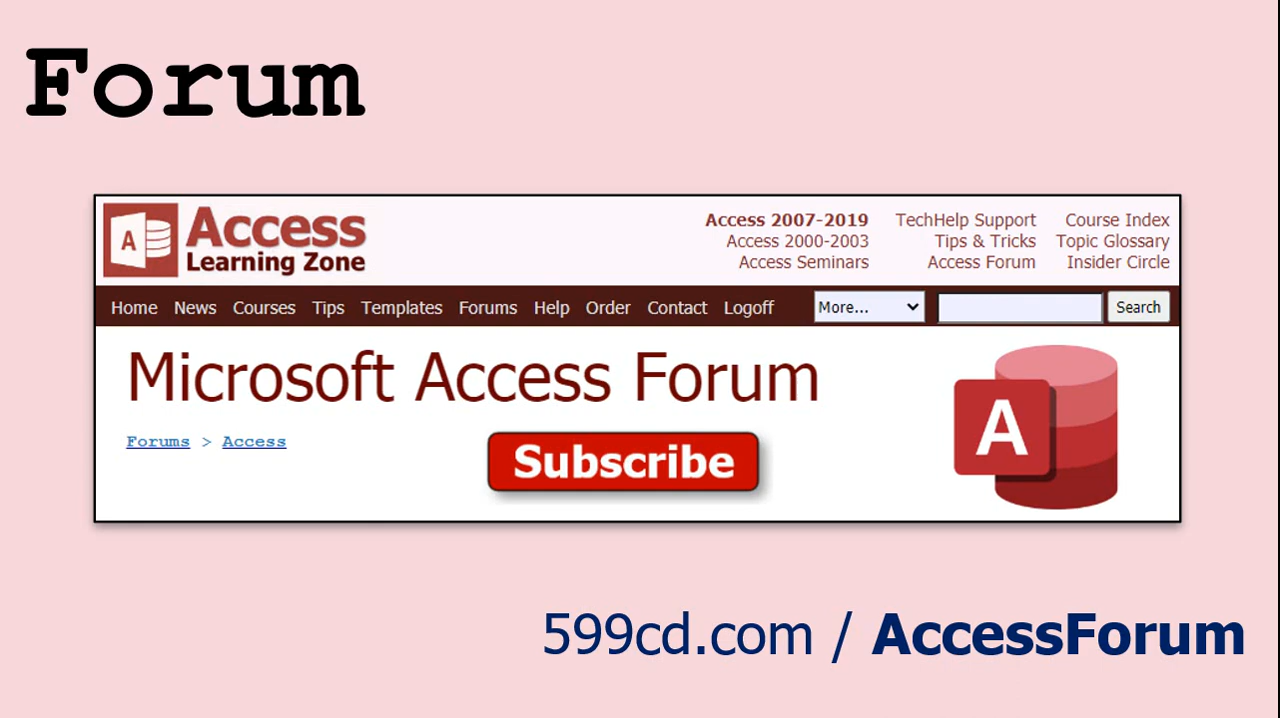 Forum
A
Access
Learning Zone
Access 2007-2019 TechHelp Support Course Index
Access 2000-2003 Tips & Tricks Topic Glossary
Access Seminars Access Forum Insider Circle
Home News Courses Tips Templates Forums Help Order Contact Logoff More... Search
Microsoft Access Forum
Forums > Access
Subscribe
A
599cd.com / AccessForum